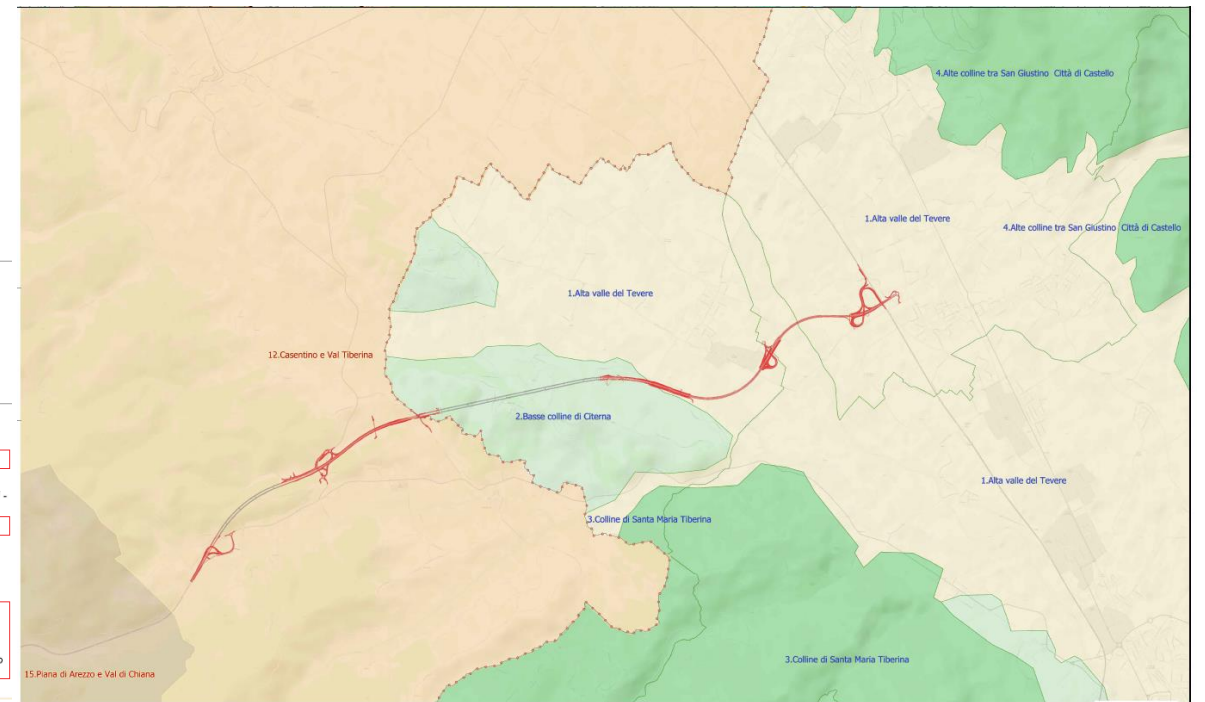 4.Alte colline tra San Giustino Città di Castello
1.Alta valle del Tevere
4.Alte colline tra San Giustino Città di Castello
1.Alta valle del Tevere
12.Casentino e Val Tiberina
2.Basse colline di Citerna
1.Alta valle del Tevere
3.Colline di Santa Maria Tiberina
3.Colline di Santa Maria Tiberina
15.Piana di Arezzo e Val di Chiana